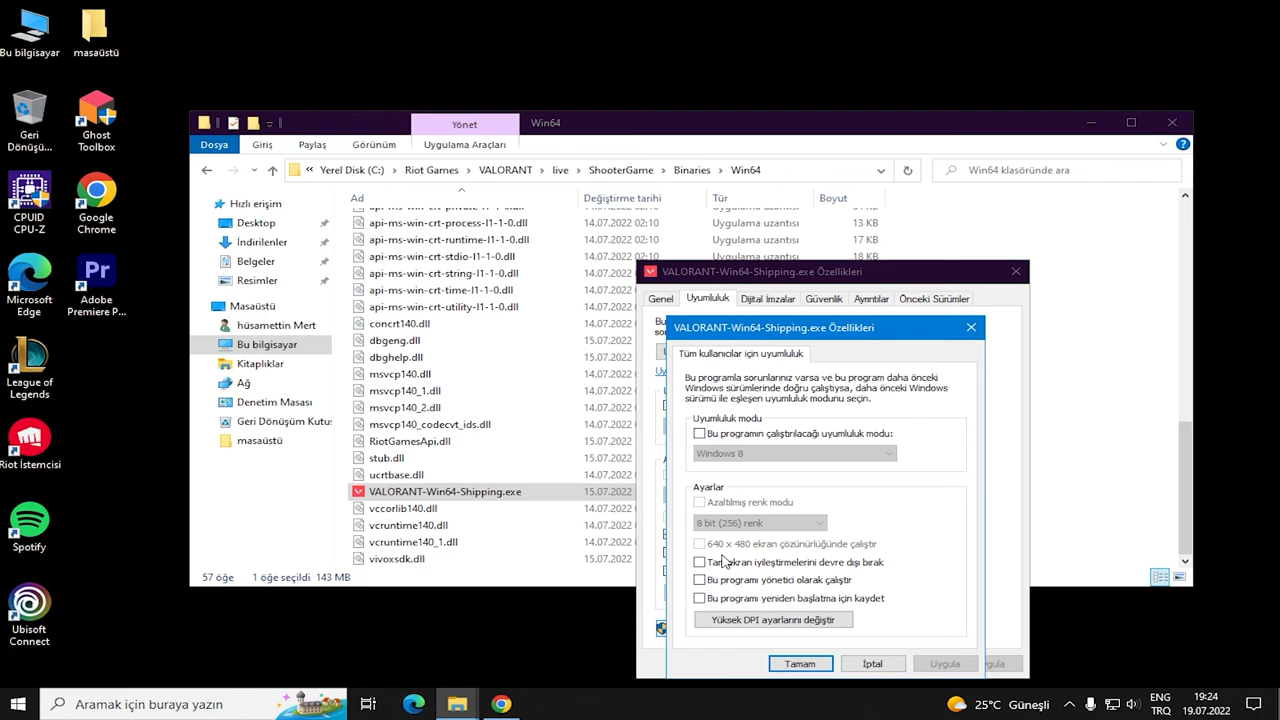 Bu bilgisayar
masaüstü
Geri
Dönüşü...
Ghost
Toolbox
CPUID
CPU-Z
Google
Chrome
Microsoft
Edge
Adobe
Premiere P...
League of
Legends
Riot İstemcisi
Spotify
Ubisoft
Connect
Yönet
Win64
Dosya
Giriş
Paylaş
Görünüm
Uygulama Araçları
« Yerel Disk (C:) > Riot Games > VALORANT > live > ShooterGame > Binaries > Win64
Win64 klasöründe ara
Hızlı erişim
Desktop
İndirilenler
Belgeler
Resimler
Masaüstü
hüsamettin Mert
Bu bilgisayar
Kitaplıklar
Ağ
Denetim Masası
Geri Dönüşüm Kutus
masaüstü
Ad Değiştirme tarihi Tür Boyut
api-ms-win-crt-process-l1-1-0.dll 14.07.2022 02:10 Uygulama uzantısı 13 KB
api-ms-win-crt-runtime-l1-1-0.dll 14.07.2022 02:10 Uygulama uzantısı 17 KB
api-ms-win-crt-stdio-l1-1-0.dll 14.07.2022 02:10 Uygulama uzantısı 18 KB
api-ms-win-crt-string-l1-1-0.dll 14.07.2022
api-ms-win-crt-time-l1-1-0.dll 14.07.2022
api-ms-win-crt-utility-l1-1-0.dll 14.07.2022
concrt140.dll 14.07.2022
dbgeng.dll 14.07.2022
dbghelp.dll 14.07.2022
msvcp140.dll 14.07.2022
msvcp140_1.dll 14.07.2022
msvcp140_2.dll 14.07.2022
msvcp140_codecvt_ids.dll 14.07.2022
RiotGamesApi.dll 15.07.2022
stub.dll 15.07.2022
ucrtbase.dll 14.07.2022
VALORANT-Win64-Shipping.exe 15.07.2022
vccorlib140.dll 14.07.2022
vcruntime140.dll 14.07.2022
vcruntime140_1.dll 14.07.2022
vivoxsdk.dll 14.07.2022
57 öğe 1 öğe seçildi 143 MB
VALORANT-Win64-Shipping.exe Özellikleri
Genel Uyumluluk Dijital İmzalar Güvenlik Ayrıntılar Önceki Sürümler
VALORANT-Win64-Shipping.exe Özellikleri
Tüm kullanıcılar için uyumluluk
Bu programla sorunlarınız varsa ve bu program daha önceki
Windows sürümlerinde doğru çalıştıysa, daha önceki Windows
sürümü ile eşleşen uyumluluk modunu seçin.
Uyumluluk modu
Bu programın çalıştırılacağı uyumluluk modu:
Windows 8
Ayarlar
Azaltılmış renk modu
8 bit (256) renk
640 x 480 ekran çözünürlüğünde çalıştır
Tam ekran iyileştirmelerini devre dışı bırak
Bu programı yönetici olarak çalıştır
Bu programı yeniden başlatma için kaydet
Yüksek DPI ayarlarını değiştir
Tamam İptal Uygula
Aramak için buraya yazın
25°C Güneşli
ENG
TRQ
19:24
19.07.2022